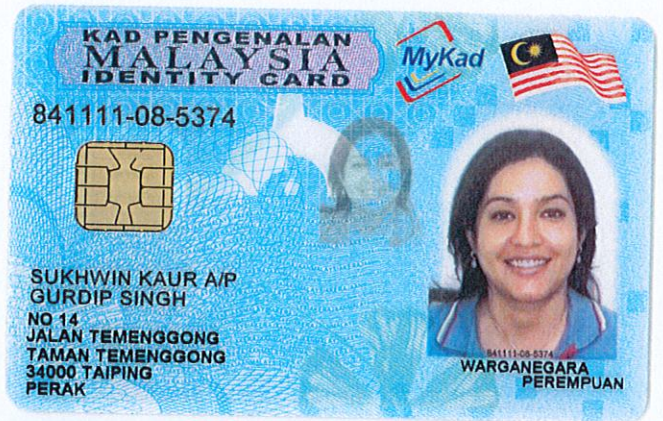 KAD PENGENALAN
MALAYSIA
IDENTITY CARD
MyKad
841111-08-5374
SUKHWIN KAUR A/P
GURDIP SINGH
NO 14
JALAN TEMENGGONG
TAMAN TEMENGGONG
34000 TAIPING
PERAK
841111-08-5374
WARGANEGARA
PEREMPUAN